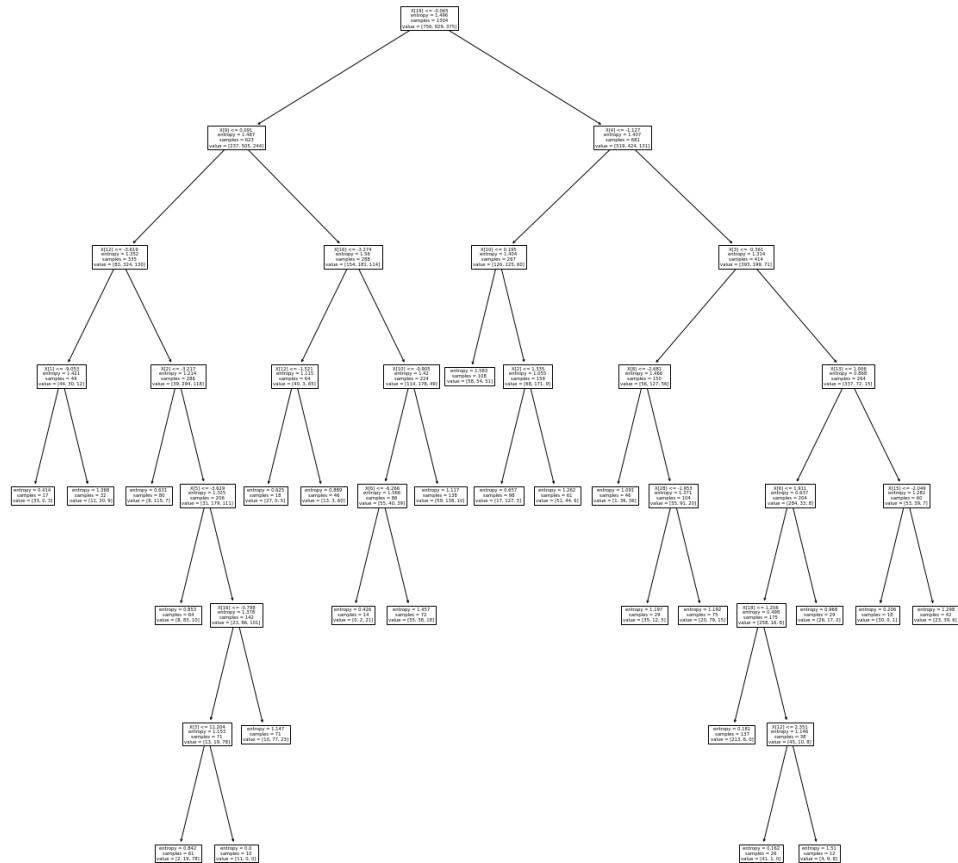 X[19] <= -0.065
entropy = 1.496
samples = 1304
value = [756, 929, 375]
X[9] <= 0.091
entropy = 1.487
samples = 623
value = [237, 505, 244]
X[4] <= -1.127
entropy = 1.407
samples = 681
value = [519, 424, 131]
X[12] <= -3.619
entropy = 1.352
samples = 335
value = [83, 324, 130]
X[16] <= -3.274
entropy = 1.56
samples = 288
value = [154, 181, 114]
X[10] <= 0.195
entropy = 1.404
samples = 267
value = [126, 225, 60]
X[3] <= -0.361
entropy = 1.314
samples = 414
value = [393, 199, 71]
X[1] <= -9.053
entropy = 1.421
samples = 49
value = [44, 30, 12]
X[2] <= -3.217
entropy = 1.214
samples = 286
value = [39, 294, 118]
X[12] <= -1.521
entropy = 1.115
samples = 64
value = [40, 3, 65]
X[10] <= -0.905
entropy = 1.42
samples = 224
value = [114, 178, 49]
entropy = 1.583
samples = 108
value = [58, 54, 51]
X[2] <= 1.335
entropy = 1.055
samples = 159
value = [68, 171, 9]
X[8] <= -2.681
entropy = 1.466
samples = 150
value = [56, 127, 56]
X[13] <= 1.006
entropy = 0.868
samples = 264
value = [337, 72, 15]
entropy = 0.414
samples = 17
value = [33, 0, 3]
entropy = 1.368
samples = 32
value = [11, 30, 9]
entropy = 0.631
samples = 80
value = [8, 115, 7]
X[5] <= -3.629
entropy = 1.325
samples = 206
value = [31, 179, 111]
entropy = 0.625
samples = 18
value = [27, 0, 5]
entropy = 0.889
samples = 46
value = [13, 3, 60]
X[6] <= -6.266
entropy = 1.566
samples = 86
value = [55, 40, 39]
entropy = 1.117
samples = 138
value = [59, 138, 10]
entropy = 0.657
samples = 98
value = [17, 127, 3]
entropy = 1.262
samples = 61
value = [51, 44, 6]
entropy = 1.091
samples = 46
value = [1, 36, 36]
X[28] <= -1.953
entropy = 1.371
samples = 104
value = [55, 91, 20]
X[6] <= 1.911
entropy = 0.637
samples = 204
value = [284, 33, 8]
X[15] <= -2.049
entropy = 1.282
samples = 60
value = [53, 39, 7]
entropy = 0.853
samples = 64
value = [8, 83, 10]
X[16] <= -0.798
entropy = 1.378
samples = 142
value = [23, 96, 101]
entropy = 0.426
samples = 14
value = [0, 2, 21]
entropy = 1.457
samples = 72
value = [55, 38, 18]
entropy = 1.197
samples = 29
value = [35, 12, 5]
entropy = 1.192
samples = 75
value = [20, 79, 15]
X[18] <= 1.206
entropy = 0.498
samples = 175
value = [258, 16, 8]
entropy = 0.968
samples = 29
value = [26, 17, 0]
entropy = 0.206
samples = 18
value = [30, 0, 1]
entropy = 1.298
samples = 42
value = [23, 39, 6]
X[3] <= 11.204
entropy = 1.153
samples = 71
value = [13, 19, 78]
entropy = 1.147
samples = 71
value = [10, 77, 23]
entropy = 0.181
samples = 137
value = [213, 6, 0]
X[12] <= 2.351
entropy = 1.146
samples = 38
value = [45, 10, 8]
entropy = 0.842
samples = 61
value = [2, 19, 78]
entropy = 0.0
samples = 10
value = [11, 0, 0]
entropy = 0.162
samples = 26
value = [41, 1, 0]
entropy = 1.51
samples = 12
value = [4, 9, 8]